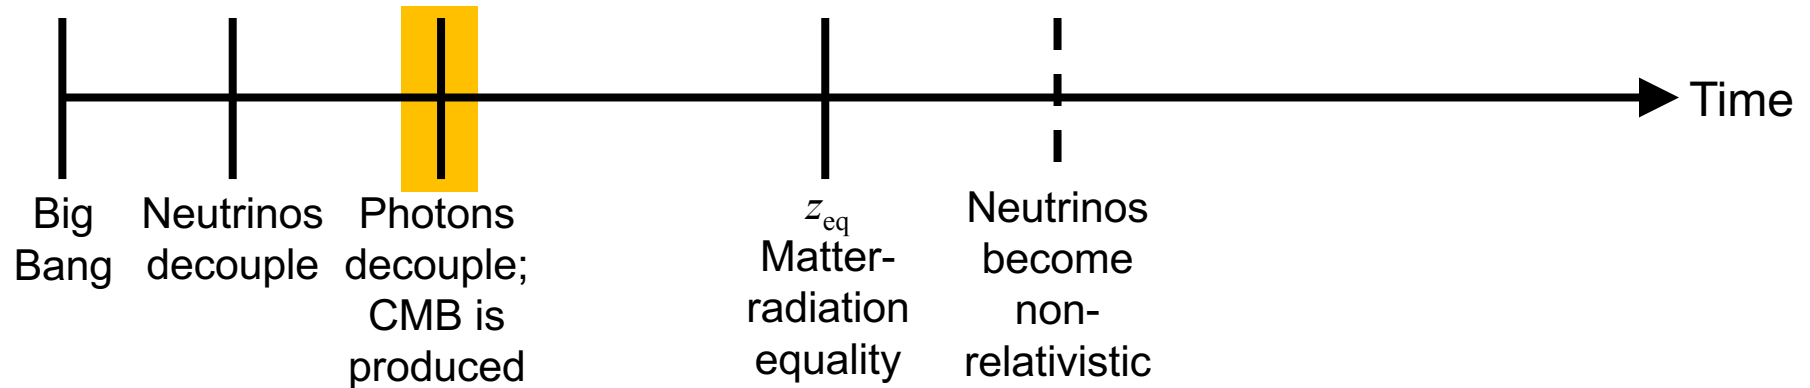 Time
Big
Bang
Neutrinos
decouple
Photons
decouple;
CMB is
produced
z_eq
Matter-
radiation
equality
Neutrinos
become
non-
relativistic